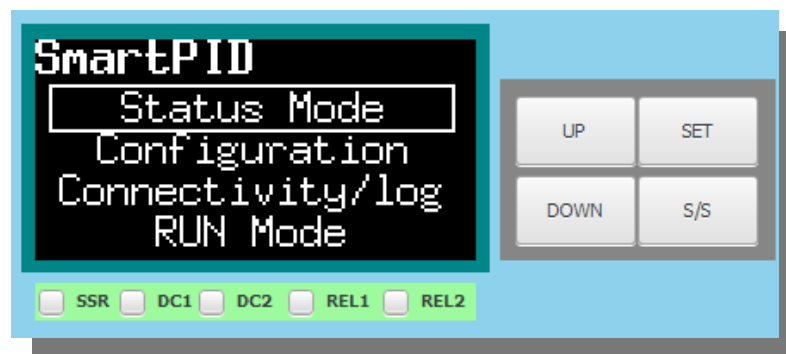 SmartPID
Status Mode
Configuration
Connectivity/log
RUN Mode
UP SET
DOWN S/S
SSR DC1 DC2 REL1 REL2